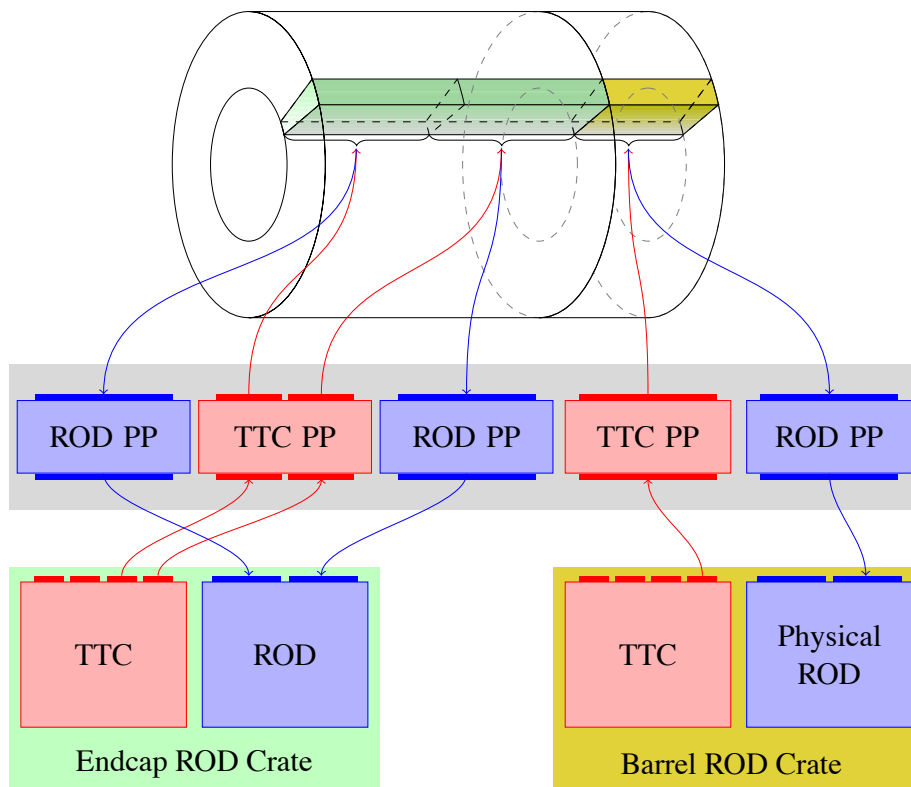 ROD PP
TTC PP
ROD PP
TTC PP
ROD PP
TTC
ROD
TTC
Physical
ROD
Endcap ROD Crate
Barrel ROD Crate